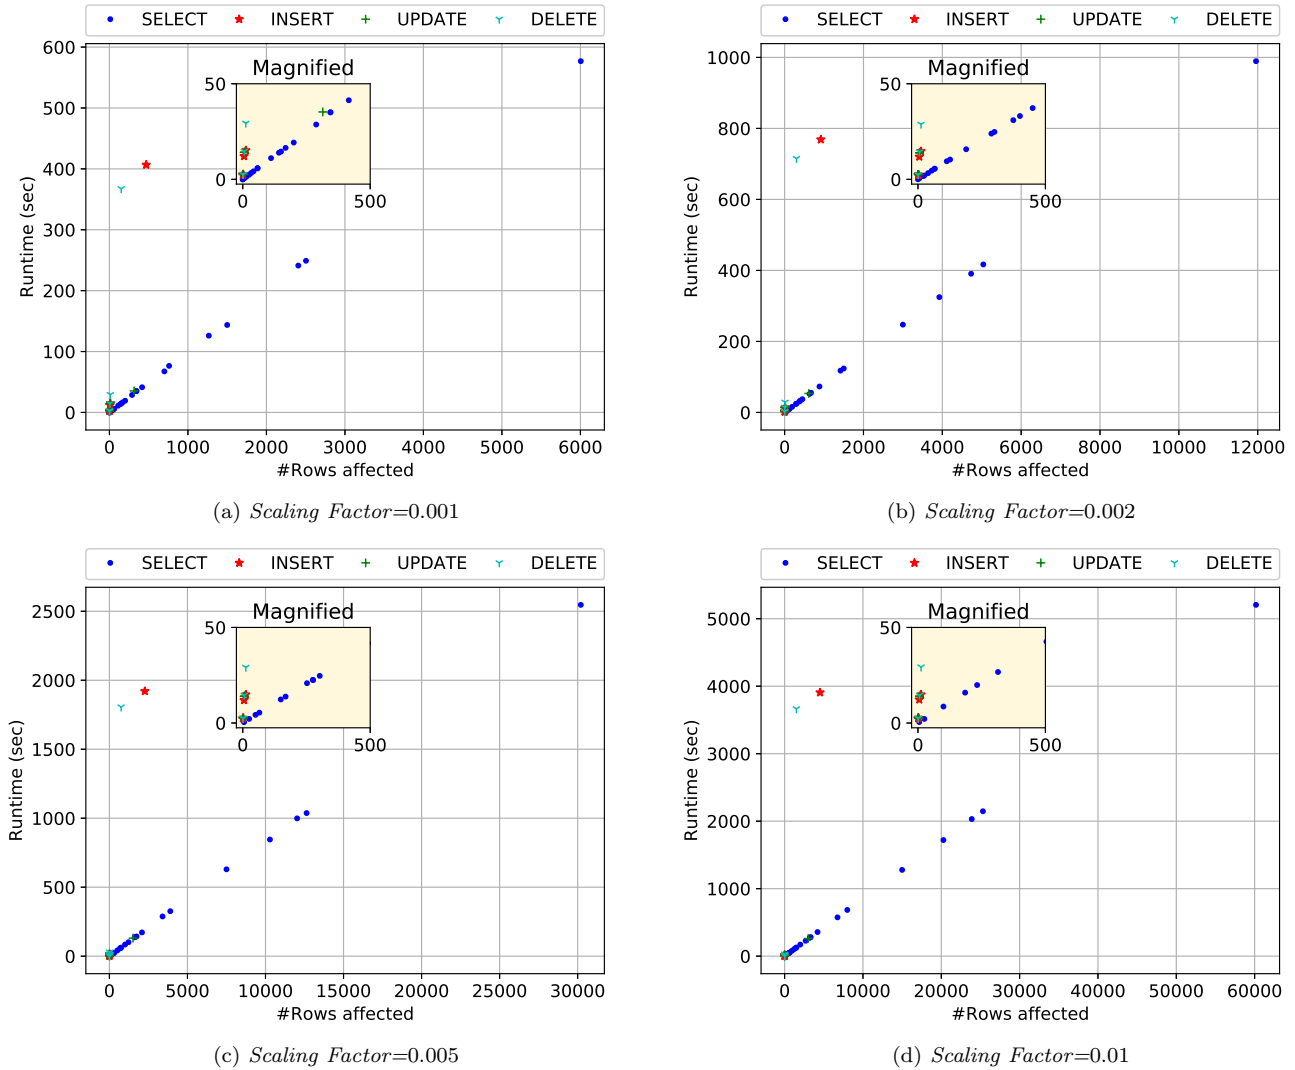 SELECT INSERT UPDATE DELETE
Magnified
50
0
0 500
600
500
400
300
200
100
0
Runtime (sec)
0 1000 2000 3000 4000 5000 6000
#Rows affected
(a) Scaling Factor=0.001
SELECT INSERT UPDATE DELETE
Magnified
50
0
0 500
1000
800
600
400
200
0
Runtime (sec)
0 2000 4000 6000 8000 10000 12000
#Rows affected
(b) Scaling Factor=0.002
SELECT INSERT UPDATE DELETE
Magnified
50
0
0 500
2500
2000
1500
1000
500
0
Runtime (sec)
0 5000 10000 15000 20000 25000 30000
#Rows affected
(c) Scaling Factor=0.005
SELECT INSERT UPDATE DELETE
Magnified
50
0
0 500
5000
4000
3000
2000
1000
0
Runtime (sec)
0 10000 20000 30000 40000 50000 60000
#Rows affected
(d) Scaling Factor=0.01